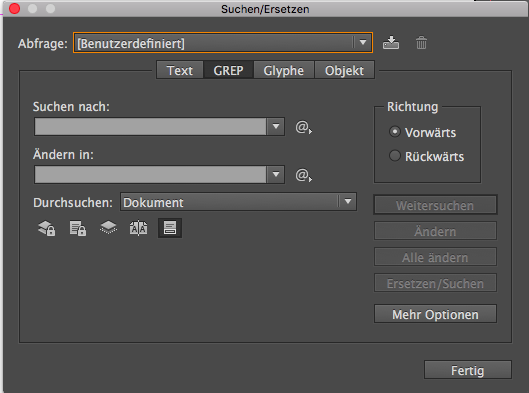 Suchen/Ersetzen
Abfrage: [Benutzerdefiniert]
Text GREP Glyphe Objekt
Suchen nach:
@
Ändern in:
@
Durchsuchen: Dokument
Richtung
Vorwärts
Rückwärts
Weitersuchen
Ändern
Alle ändern
Ersetzen/Suchen
Mehr Optionen
Fertig